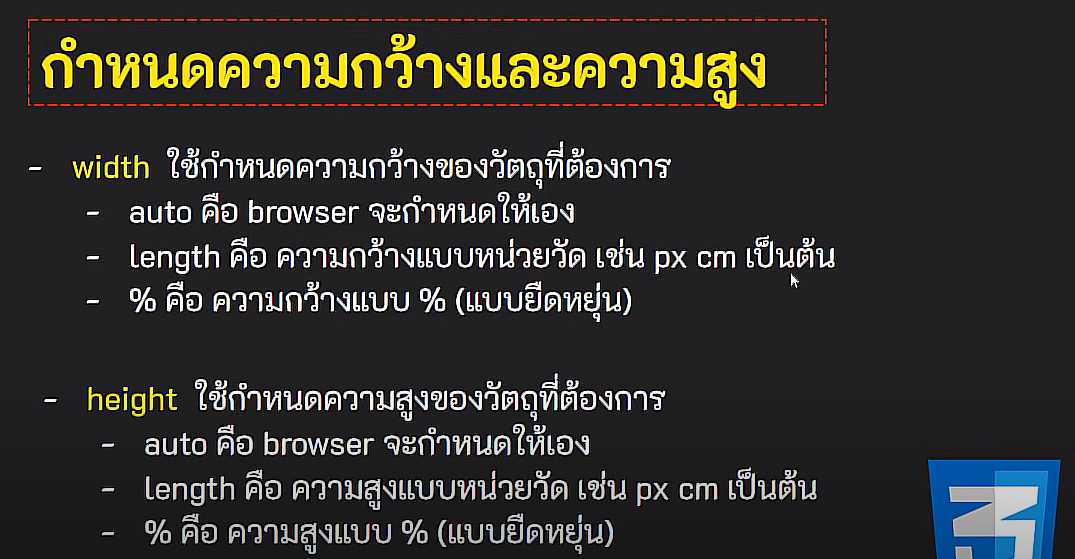 กำหนดความกว้างและความสูง
- width ใช้กำหนดความกว้างของวัตถุที่ต้องการ
- auto คือ browser จะกำหนดให้เอง
- length คือ ความกว้างแบบหน่วยวัด เช่น px cm เป็นต้น
- % คือ ความกว้างแบบ % (แบบยืดหยุ่น)
- height ใช้กำหนดความสูงของวัตถุที่ต้องการ
- auto คือ browser จะกำหนดให้เอง
- length คือ ความสูงแบบหน่วยวัด เช่น px cm เป็นต้น
- % คือ ความสูงแบบ % (แบบยืดหยุ่น)
3